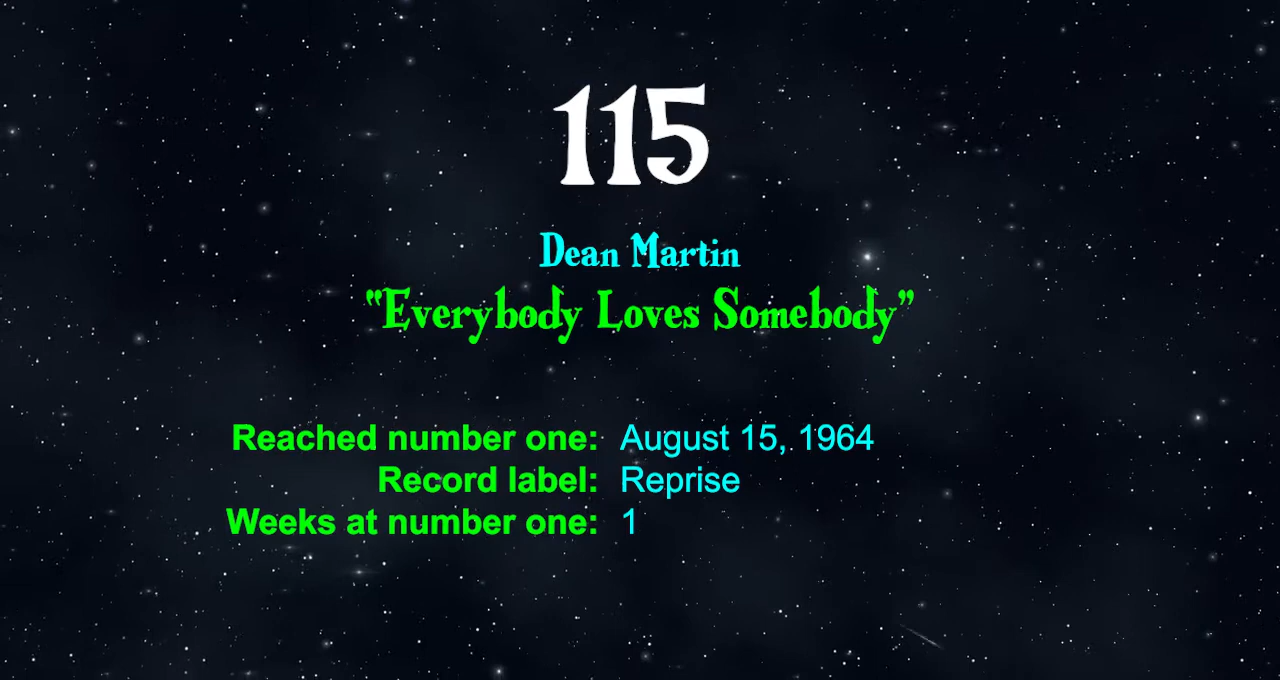 115
Dean Martin
"Everybody Loves Somebody”
Reached number one: August 15, 1964
Record label: Reprise
Weeks at number one: 1